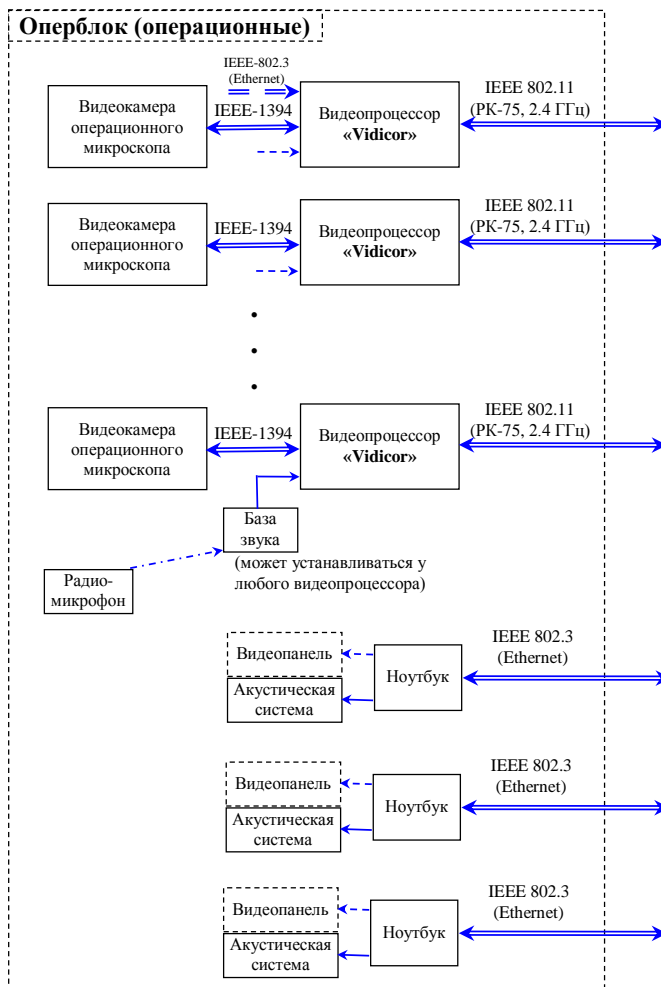 Оперблок (операционные)
IEEE-802.3
(Ethernet)
Видеокамера
операционного
микроскопа
IEEE-1394
Видеопроцессор
«Vidicor»
IEEE 802.11
(РК-75, 2.4 ГГц)
Видеокамера
операционного
микроскопа
IEEE-1394
Видеопроцессор
«Vidicor»
IEEE 802.11
(РК-75, 2.4 ГГц)
Видеокамера
операционного
микроскопа
IEEE-1394
Видеопроцессор
«Vidicor»
IEEE 802.11
(РК-75, 2.4 ГГц)
База
звука
(может устанавливаться у
любого видеопроцессора)
Радио-
микрофон
Видеопанель
Акустическая
система
Ноутбук
IEEE 802.3
(Ethernet)
Видеопанель
Акустическая
система
Ноутбук
IEEE 802.3
(Ethernet)
Видеопанель
Акустическая
система
Ноутбук
IEEE 802.3
(Ethernet)